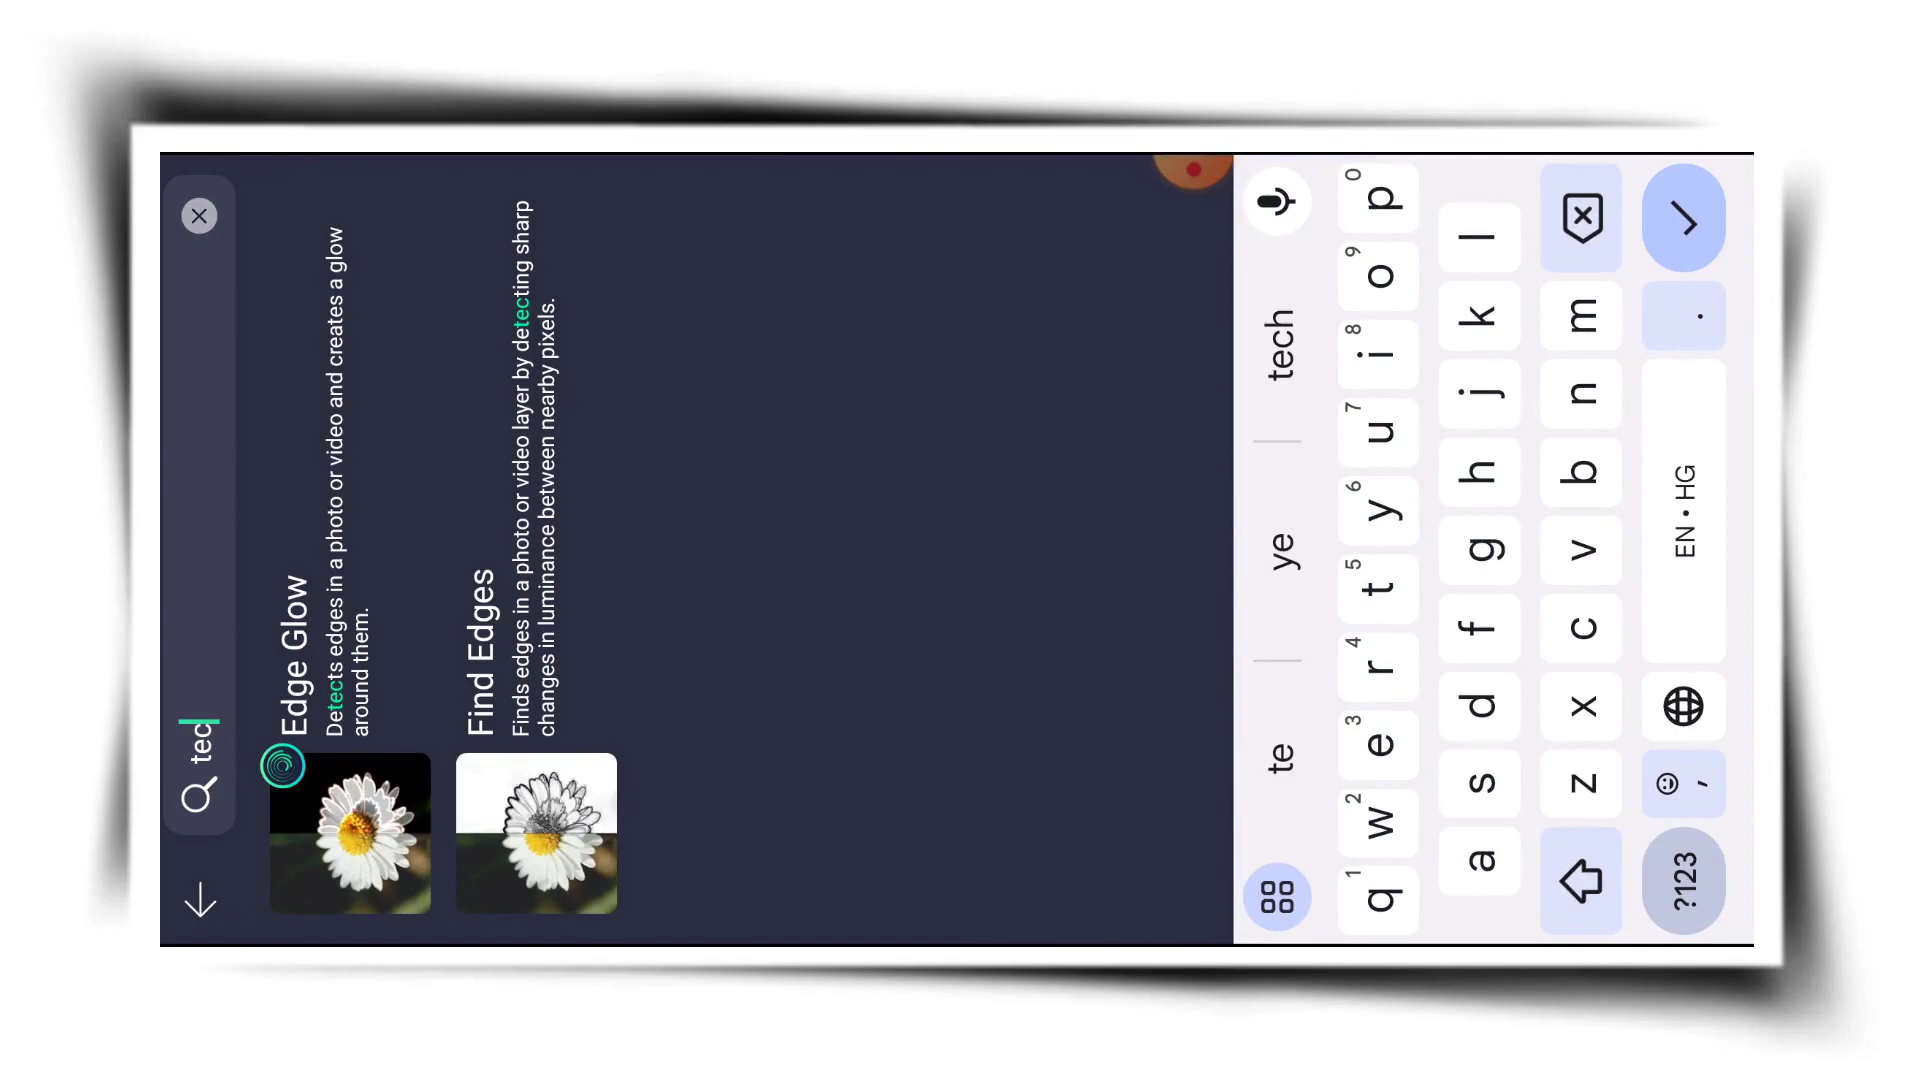 tec
Edge Glow
Detects edges in a photo or video and creates a glow
around them.
Find Edges
Finds edges in a photo or video layer by detecting sharp
changes in luminance between nearby pixels.
te ye tech
q 1 w 2 e 3 r 4 t 5 y 6 u 7 i 8 o 9 p 0
a s d f g h j k l
z x c v b n m
?123 , EN • HG .